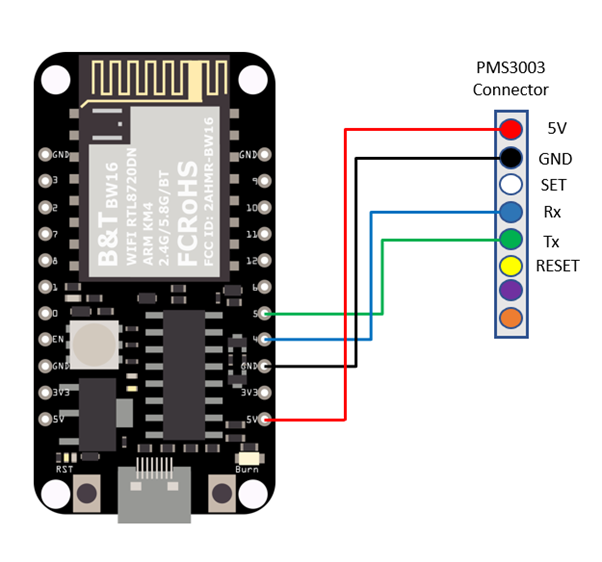 PMS3003
Connector
5V
GND
SET
Rx
Tx
RESET
B&T BW16
WIFI RTL8720DN
ARM KM4
2.4G/5.8G/BT
FCRoHS
FCC ID: 2AHMR-BW16
GND
3
2
7
8
1
0
EN
GND
3V3
5V
RST
GND
9
10
11
12
6
5
4
GND
3V3
5V
Burn